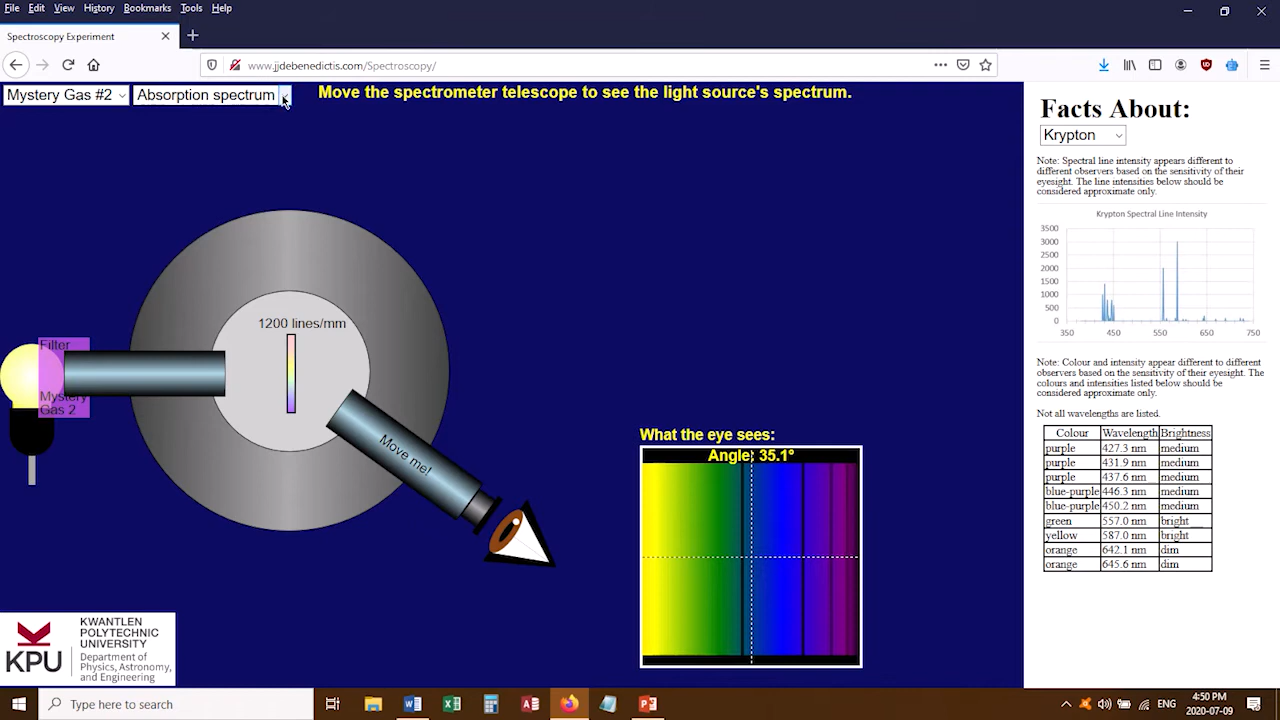 File Edit View History Bookmarks Tools Help
Spectroscopy Experiment
www.jjdebenedictis.com/Spectroscopy/
Mystery Gas #2 Absorption spectrum
Move the spectrometer telescope to see the light source's spectrum.
1200 lines/mm
Filter
Mystery
Gas 2
Move me!
What the eye sees:
Angle: 35.1°
KPU
KWANTLEN
POLYTECHNIC
UNIVERSITY
Department of
Physics, Astronomy,
and Engineering
Facts About:
Krypton
Note: Spectral line intensity appears different to
different observers based on the sensitivity of their
eyesight. The line intensities below should be
considered approximate only.
Krypton Spectral Line Intensity
3500
3000
2500
2000
1500
1000
500
0
350 450 550 650 750
Note: Colour and intensity appear different to different
observers based on the sensitivity of their eyesight. The
colours and intensities listed below should be
considered approximate only.
Not all wavelengths are listed.
Colour Wavelength Brightness
purple 427.3 nm medium
purple 431.9 nm medium
purple 437.6 nm medium
blue-purple 446.3 nm medium
blue-purple 450.2 nm medium
green 557.0 nm bright
yellow 587.0 nm bright
orange 642.1 nm dim
orange 645.6 nm dim
Type here to search
ENG
4:50 PM
2020-07-09